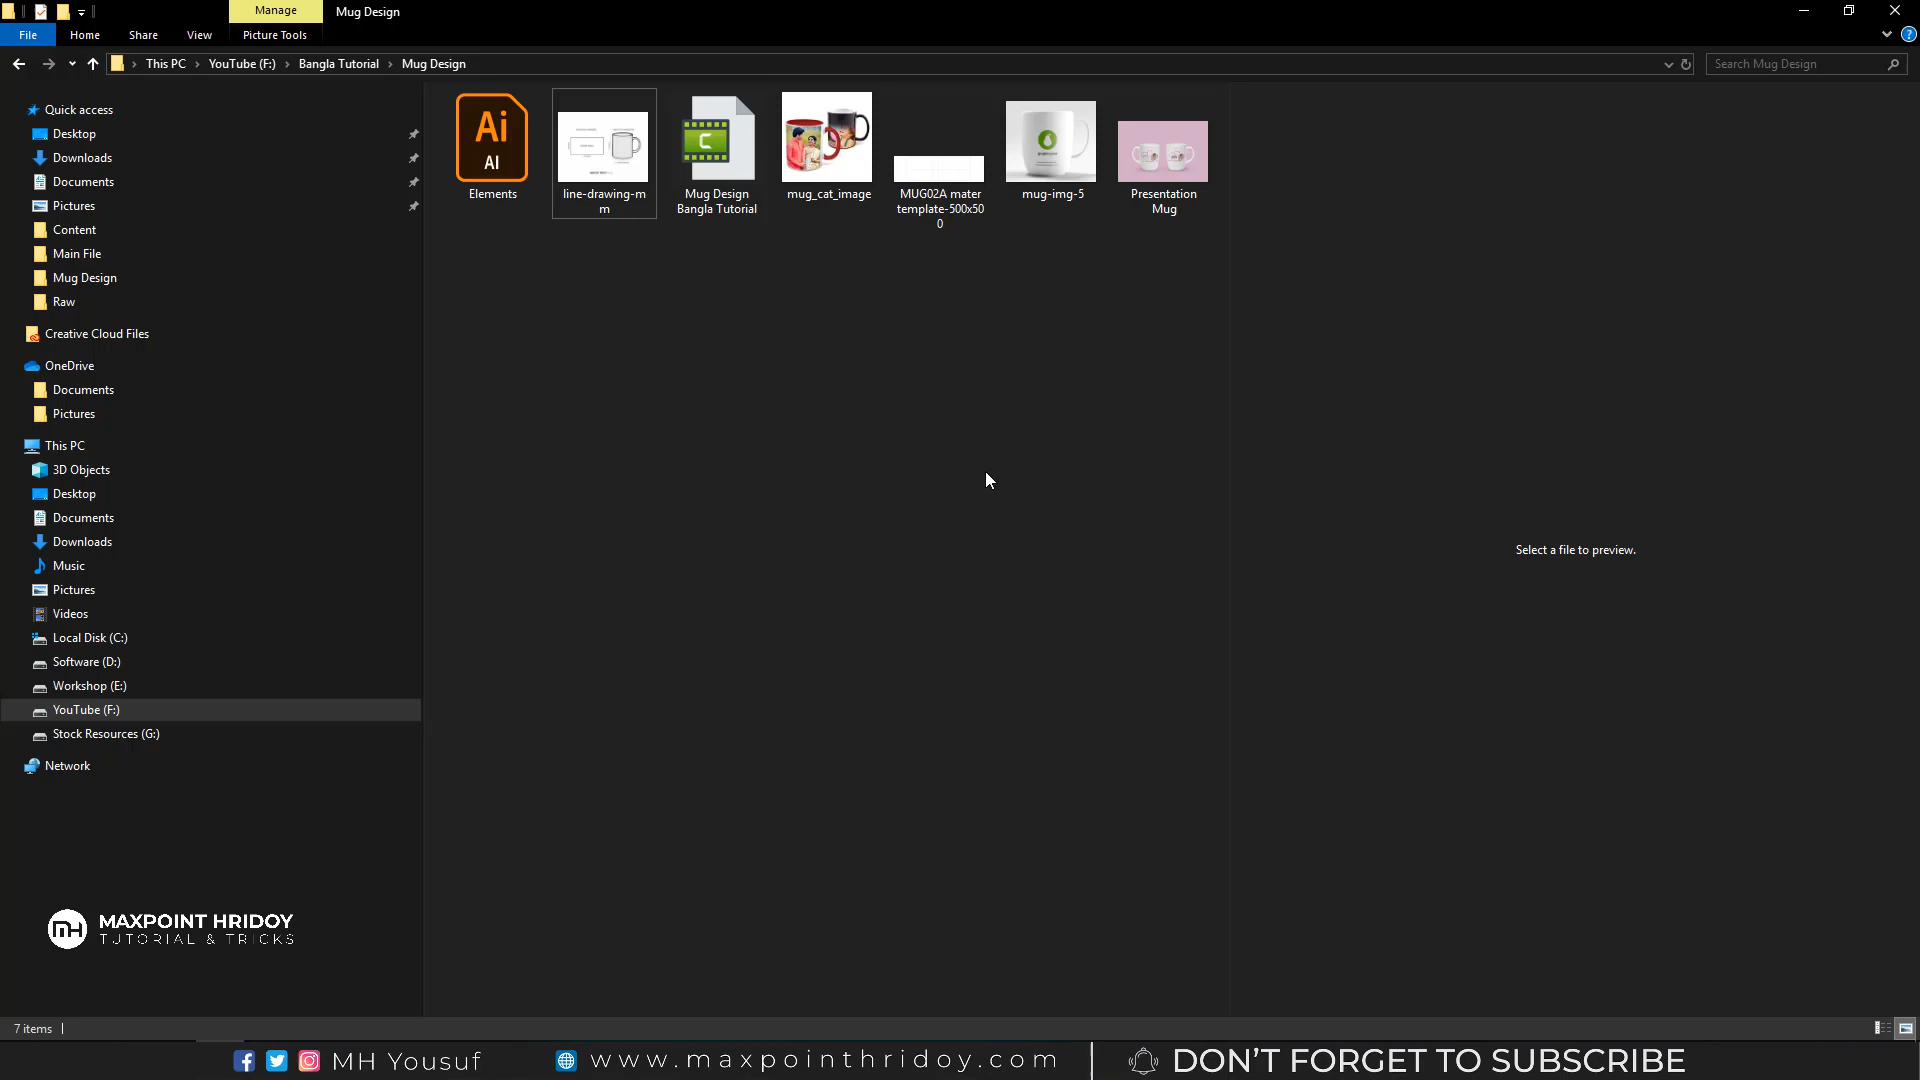 Manage
Mug Design
File
Home
Share
View
Picture Tools
This PC
YouTube (F:)
Bangla Tutorial
Mug Design
Search Mug Design
Quick access
Desktop
Downloads
Documents
Pictures
Content
Main File
Mug Design
Raw
Creative Cloud Files
OneDrive
Documents
Pictures
This PC
3D Objects
Desktop
Documents
Downloads
Music
Pictures
Videos
Local Disk (C:)
Software (D:)
Workshop (E:)
YouTube (F:)
Stock Resources (G:)
Network
Ai
AI
Elements
line-drawing-m
m
C
Mug Design
Bangla Tutorial
mug_cat_image
MUG02A mater
template-500x50
0
mug-img-5
Presentation
Mug
Select a file to preview.
MH
MAXPOINT HRIDOY
TUTORIAL & TRICKS
7 items
MH Yousuf
www.maxpointhridoy.com
DON'T FORGET TO SUBSCRIBE